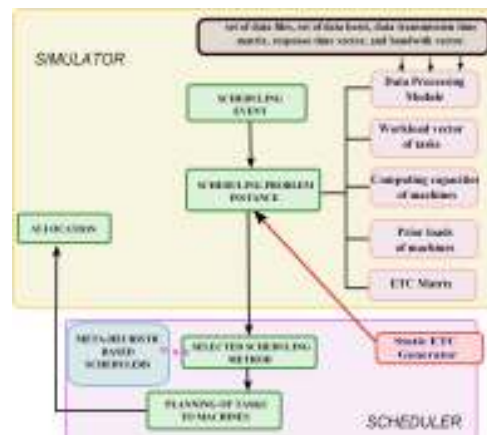 set of data files, set of data hosts, data transmission time
matrix, response time vector, and bandwith vector
SIMULATOR
SCHEDULING
EVENT
Data Processing
Module
Workload vector
of tasks
SCHEDULING PROBLEM
INSTANCE
Computing capacities
of machines
ALLOCATION
Prior loads
of machines
ETC Matrix
META-HEURISTIC
BASED
SCHEDULERS
SELECTED SCHEDULING
METHOD
Static ETC
Generator
PLANNING OF TASKS
TO MACHINES
SCHEDULER